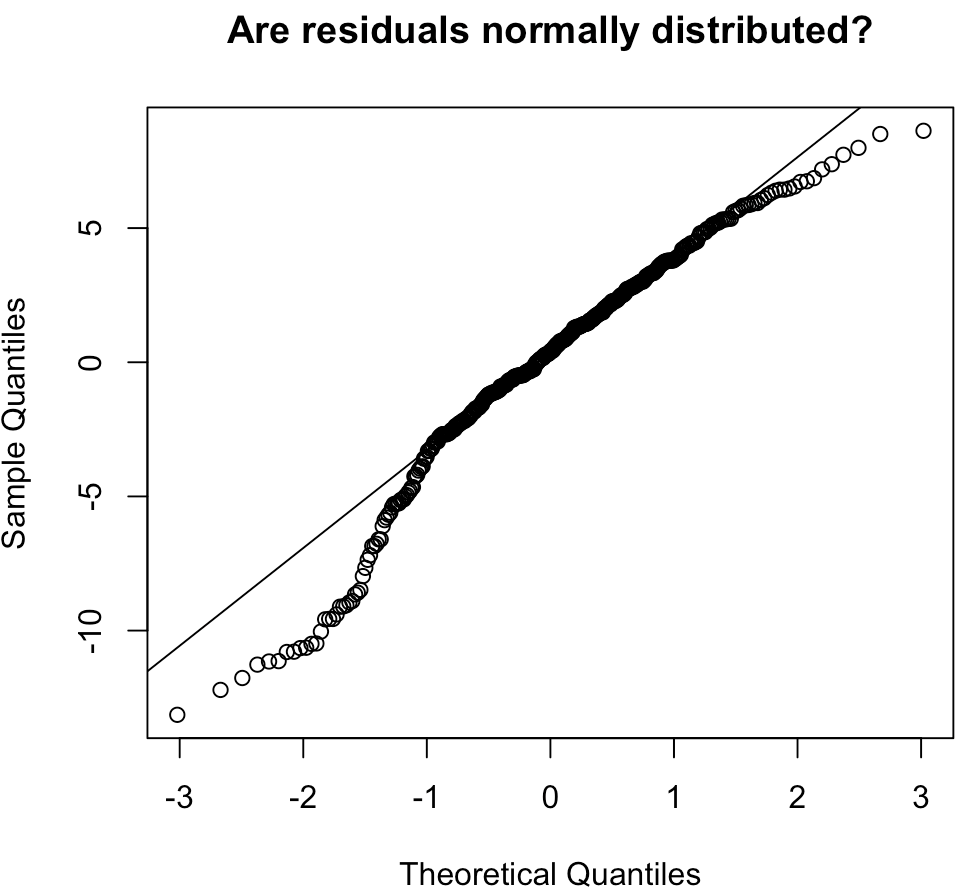 Are residuals normally distributed?
Sample Quantiles
5
0
-5
-10
-3 -2 -1 0 1 2 3
Theoretical Quantiles